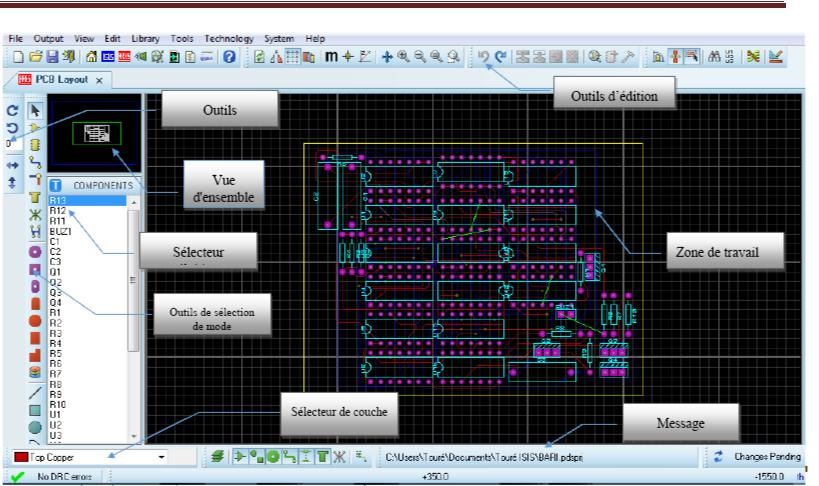 File Output View Edit Library Tools Technology System Help
PCB Layout x
Outils d'édition
Outils
0°
Vue
d'ensemble
COMPONENTS
R13
R12
R11
BUZ1
C1
C2
C3
Q1
Q2
Q3
Q4
R1
R2
R3
R4
R5
R6
R7
R8
R9
R10
U1
U2
U3
Sélecteur
Zone de travail
Outils de sélection
de mode
Sélecteur de couche
Message
Top Copper
C:\Users\Touré\Documents\Touré ISIS\BARI.pdsprj
Changes Pending
No DRC errors
+350.0
-1550.0 th